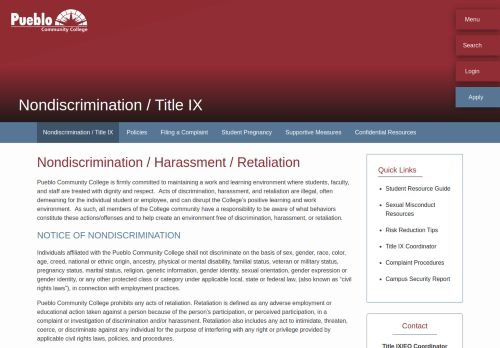 Pueblo
Community College
Menu
Search
Login
Apply
Nondiscrimination / Title IX
Nondiscrimination / Title IX Policies Filing a Complaint Student Pregnancy Supportive Measures Confidential Resources
Nondiscrimination / Harassment / Retaliation
Pueblo Community College is firmly committed to maintaining a work and learning environment where students, faculty,
and staff are treated with dignity and respect. Acts of discrimination, harassment, and retaliation are illegal, often
demeaning for the individual student or employee, and can disrupt the College's positive learning and work
environment. As such, all members of the College community have a responsibility to be aware of what behaviors
constitute these actions/offenses and to help create an environment free of discrimination, harassment, or retaliation.
NOTICE OF NONDISCRIMINATION
Individuals affiliated with the Pueblo Community College shall not discriminate on the basis of sex, gender, race, color,
age, creed, national or ethnic origin, ancestry, physical or mental disability, familial status, veteran or military status,
pregnancy status, marital status, religion, genetic information, gender identity, sexual orientation, gender expression or
gender identity, or any other protected class or category under applicable local, state or federal law, (also known as "civil
rights laws"), in connection with employment practices.
Pueblo Community College prohibits any acts of retaliation. Retaliation is defined as any adverse employment or
educational action taken against a person because of the person's participation, or perceived participation, in a
complaint or investigation of discrimination and/or harassment. Retaliation also includes any act to intimidate, threaten,
coerce, or discriminate against any individual for the purpose of interfering with any right or privilege provided by
applicable civil rights laws, policies, and procedures.
Quick Links
Student Resource Guide
Sexual Misconduct
Resources
Risk Reduction Tips
Title IX Coordinator
Complaint Procedures
Campus Security Report
Contact
Title IX/EO Coordinator